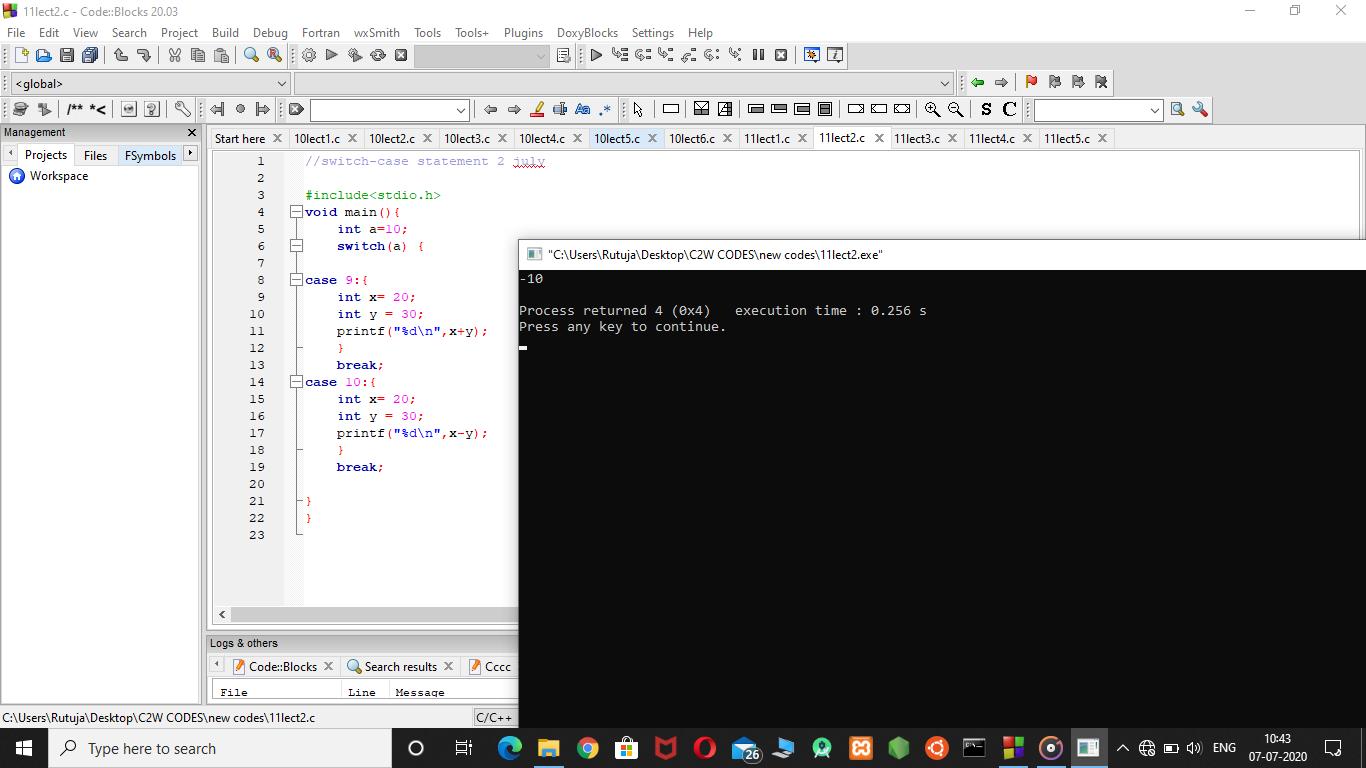 11lect2.c - Code::Blocks 20.03
File Edit View Search Project Build Debug Fortran wxSmith Tools Tools+ Plugins DoxyBlocks Settings Help
<global>
/** *< 
Aa .* S C
Management
Projects Files FSymbols
Workspace
Start here 10lect1.c 10lect2.c 10lect3.c 10lect4.c 10lect5.c 10lect6.c 11lect1.c 11lect2.c 11lect3.c 11lect4.c 11lect5.c
1 //switch-case statement 2 july
2
3 #include<stdio.h>
4 void main(){
5 int a=10;
6 switch(a) {
7
8 case 9:{
9 int x= 20;
10 int y = 30;
11 printf("%d\n",x+y);
12 }
13 break;
14 case 10:{
15 int x= 20;
16 int y = 30;
17 printf("%d\n",x-y);
18 }
19 break;
20
21 }
22 }
23
"C:\Users\Rutuja\Desktop\C2W CODES\new codes\11lect2.exe"
-10
Process returned 4 (0x4) execution time : 0.256 s
Press any key to continue.
Logs & others
Code::Blocks Search results Cccc
File Line Message
C:\Users\Rutuja\Desktop\C2W CODES\new codes\11lect2.c C/C++
Type here to search
26
ENG
10:43
07-07-2020